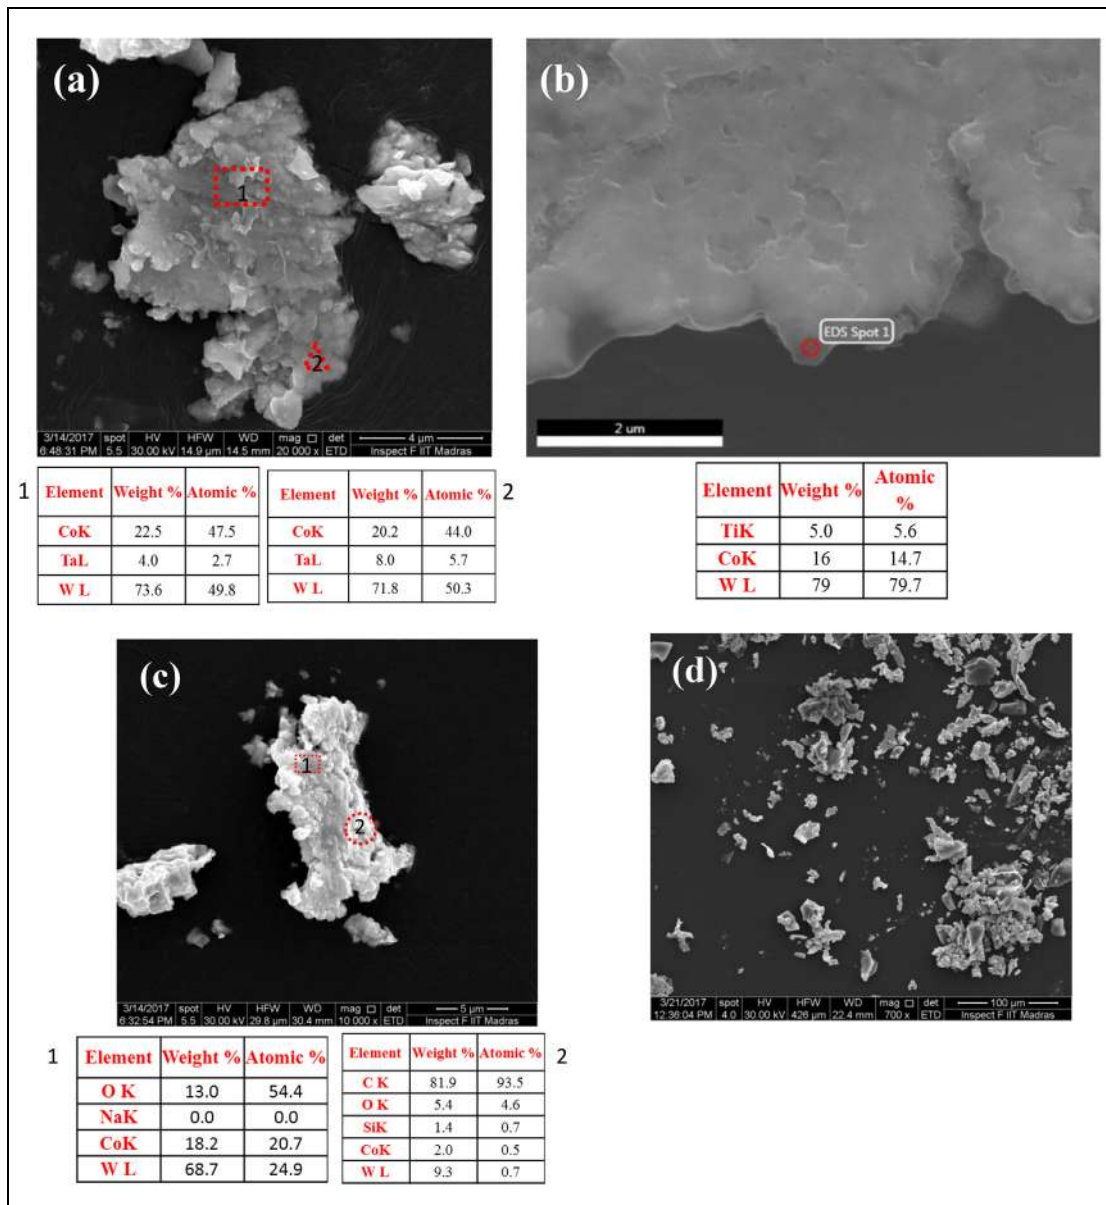 (a)
1
2
3/14/2017 spot HV HFW WD mag □ det 4 µm
6:48:31 PM 5.5 30.00 kV 14.9 µm 14.5 mm 20 000 x ETD Inspect F IIT Madras
(b)
EDS Spot 1
2 um
1
Element Weight % Atomic %
CoK 22.5 47.5
TaL 4.0 2.7
W L 73.6 49.8
2
Element Weight % Atomic %
CoK 20.2 44.0
TaL 8.0 5.7
W L 71.8 50.3
Element Weight % Atomic
%
TiK 5.0 5.6
CoK 16 14.7
W L 79 79.7
(c)
1
2
3/14/2017 spot HV HFW WD mag □ det 5 µm
6:32:54 PM 5.5 30.00 kV 29.8 µm 30.4 mm 10 000 x ETD Inspect F IIT Madras
(d)
3/21/2017 spot HV HFW WD mag □ det 100 µm
12:36:04 PM 4.0 30.00 kV 426 µm 22.4 mm 700 x ETD Inspect F IIT Madras
1
Element Weight % Atomic %
O K 13.0 54.4
NaK 0.0 0.0
CoK 18.2 20.7
W L 68.7 24.9
2
Element Weight % Atomic %
C K 81.9 93.5
O K 5.4 4.6
SiK 1.4 0.7
CoK 2.0 0.5
W L 9.3 0.7